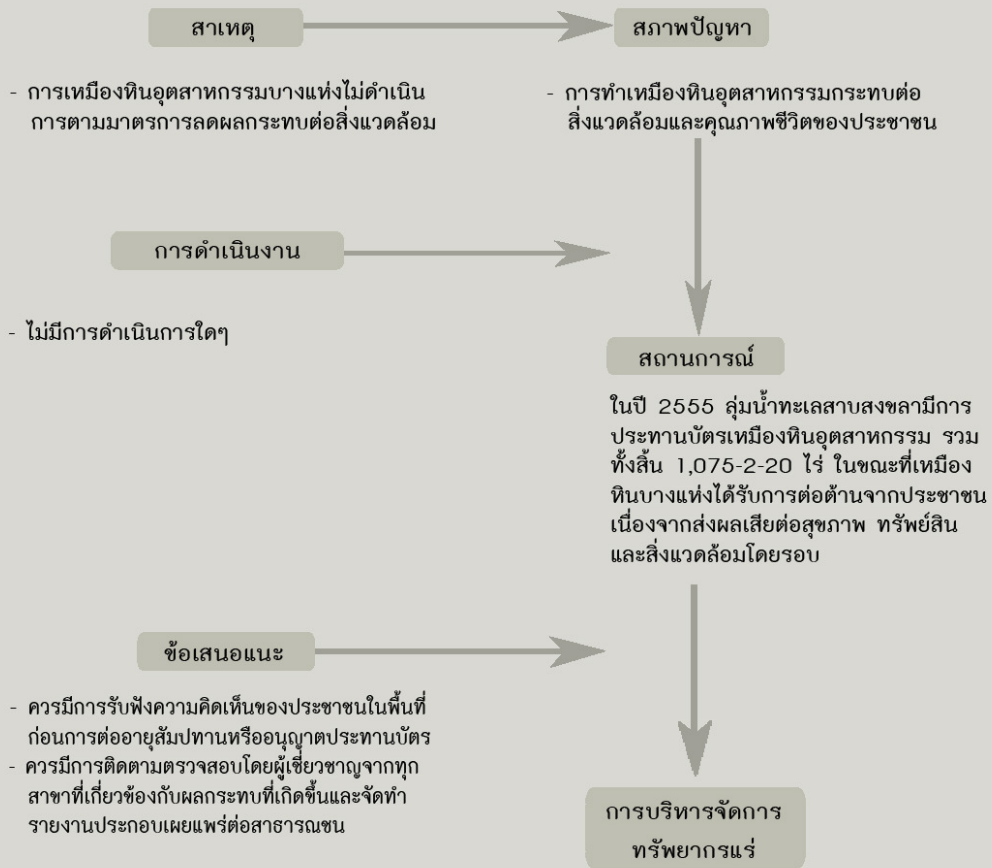 สาเหตุ
สภาพปัญหา
- การเหมืองหินอุตสาหกรรมบางแห่งไม่ดำเนิน
การตามมาตรการลดผลกระทบต่อสิ่งแวดล้อม
- การทำเหมืองหินอุตสาหกรรมกระทบต่อ
สิ่งแวดล้อมและคุณภาพชีวิตของประชาชน
การดำเนินงาน
- ไม่มีการดำเนินการใดๆ
สถานการณ์
ในปี 2555 ลุ่มน้ำทะเลสาบสงขลามีการ
ประทานบัตรเหมืองหินอุตสาหกรรม รวม
ทั้งสิ้น 1,075-2-20 ไร่ ในขณะที่เหมือง
หินบางแห่งได้รับการต่อต้านจากประชาชน
เนื่องจากส่งผลเสียต่อสุขภาพ ทรัพย์สิน
และสิ่งแวดล้อมโดยรอบ
ข้อเสนอแนะ
- ควรมีการรับฟังความคิดเห็นของประชาชนในพื้นที่
ก่อนการต่ออายุสัมปทานหรืออนุญาตประทานบัตร
- ควรมีการติดตามตรวจสอบโดยผู้เชี่ยวชาญจากทุก
สาขาที่เกี่ยวข้องกับผลกระทบที่เกิดขึ้นและจัดทำ
รายงานประกอบเผยแพร่ต่อสาธารณชน
การบริหารจัดการ
ทรัพยากรแร่